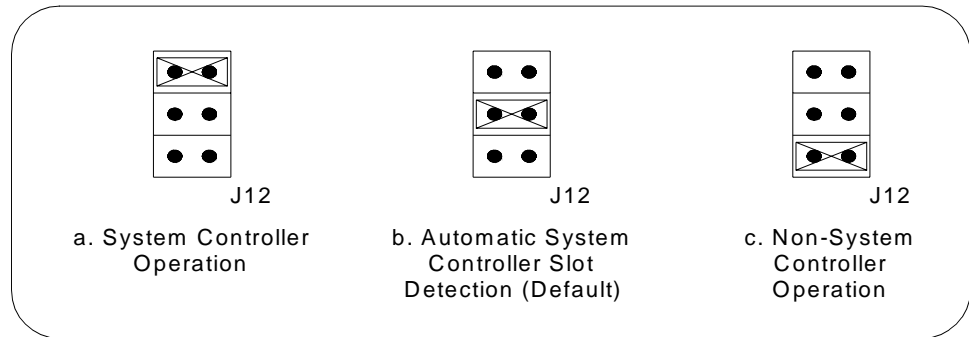 J12
a. System Controller
Operation
J12
b. Automatic System
Controller Slot
Detection (Default)
J12
c. Non-System
Controller
Operation